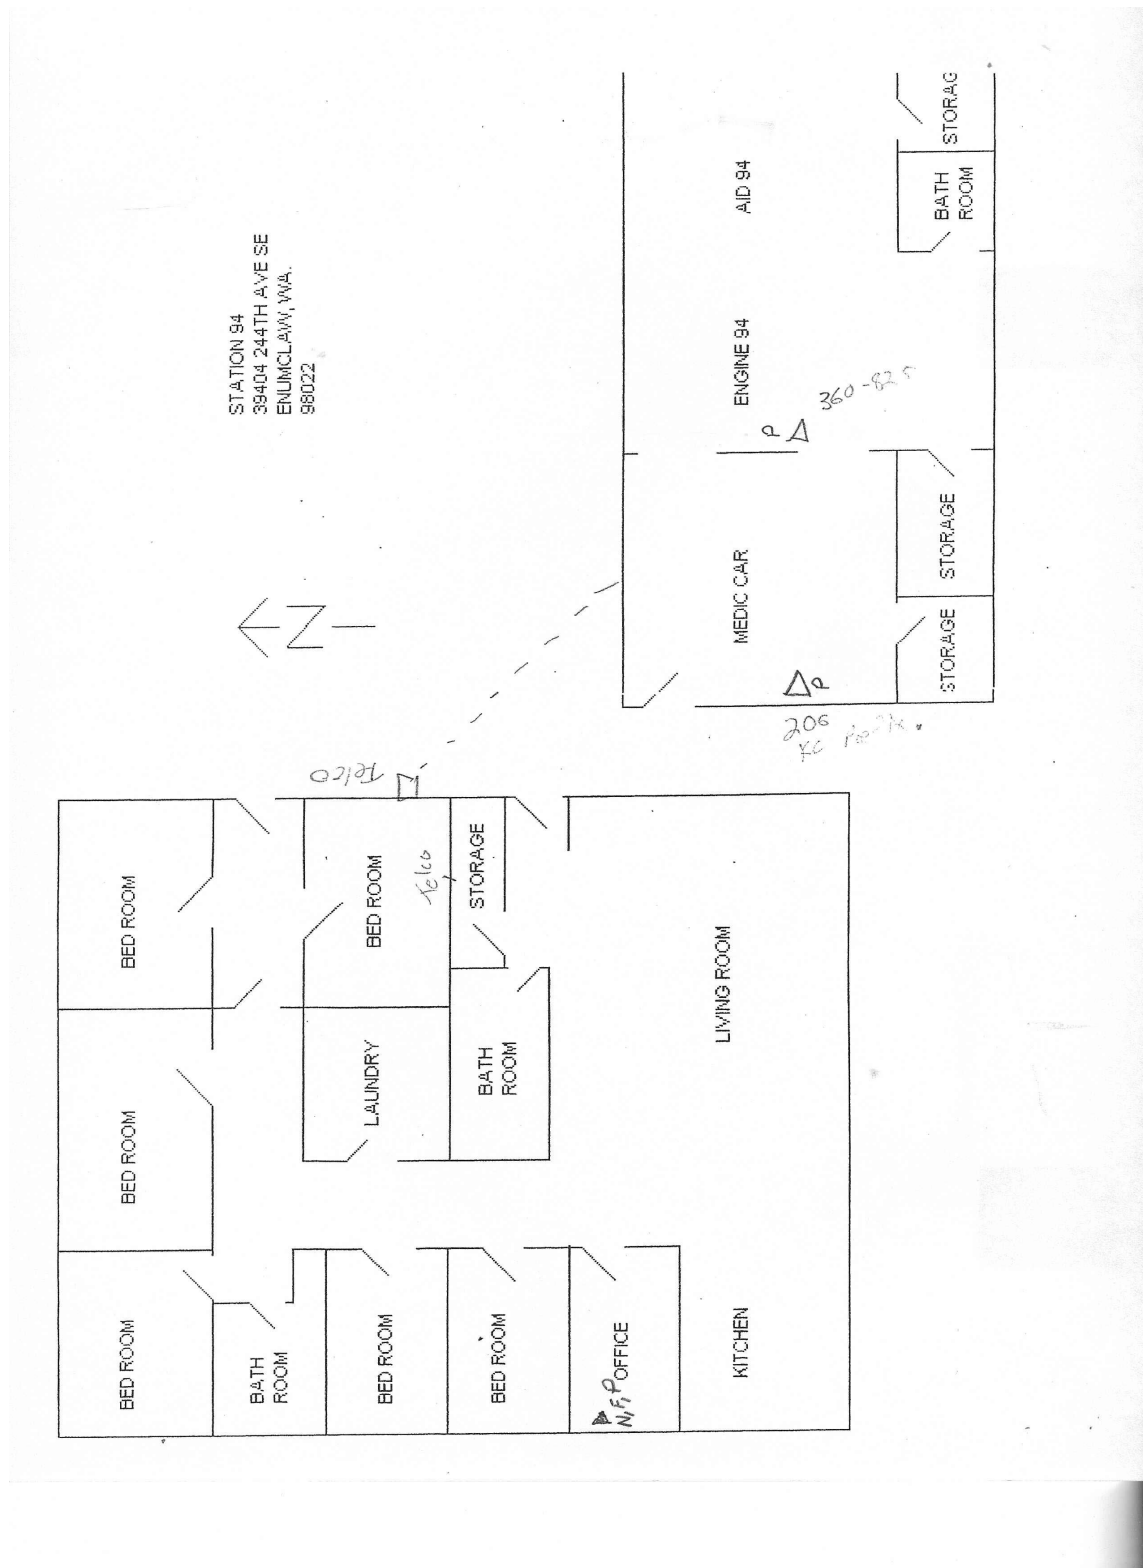 STATION 94
39404 244TH AVE SE
ENUMCLAW, WA.
98022
N
BED ROOM
BED ROOM
BED ROOM
BATH
ROOM
LAUNDRY
BED ROOM
Telco
Telco
BED ROOM
BATH
ROOM
STORAGE
BED ROOM
N, F, P
OFFICE
KITCHEN
LIVING ROOM
MEDIC CAR
P
206
KC
STORAGE
STORAGE
ENGINE 94
P
360-825
AID 94
BATH
ROOM
STORAG